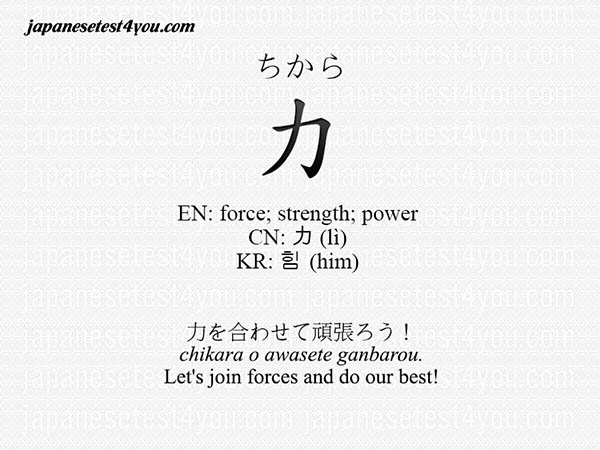 japanesetest4you.com
ちから
力
EN: force; strength; power
CN: 力 (lì)
KR: 힘 (him)
力を合わせて頑張ろう！
chikara o awasete ganbarou.
Let's join forces and do our best!